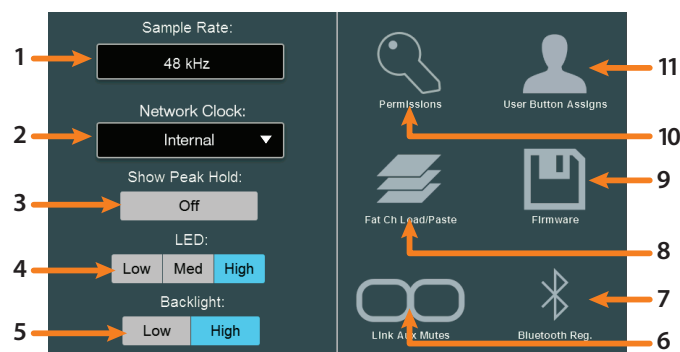 Sample Rate:
1
48 kHz
Network Clock:
2
Internal
Show Peak Hold:
3
Off
LED:
4
Low Med High
Backlight:
5
Low High
11
Permissions
User Button Assigns
10
9
Fat Ch Load/Paste
Firmware
8
7
Link Aux Mutes
Bluetooth Reg.
6